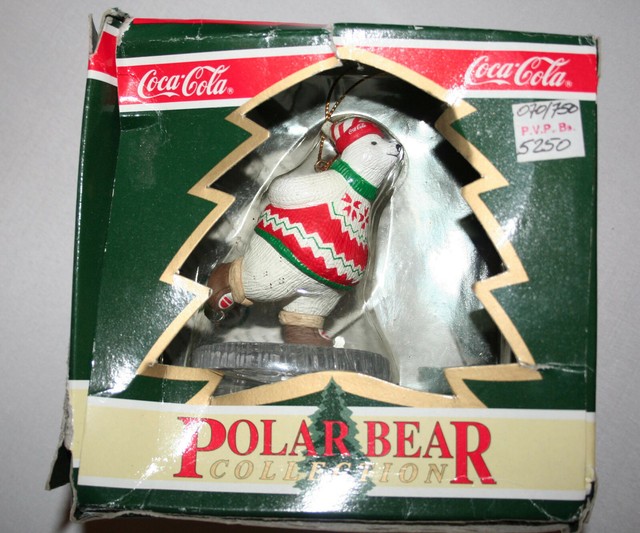 Coca-Cola®
Coca-Cola®
070/750
P.V.P. Bs.
5250
POLAR BEAR
COLLECTION